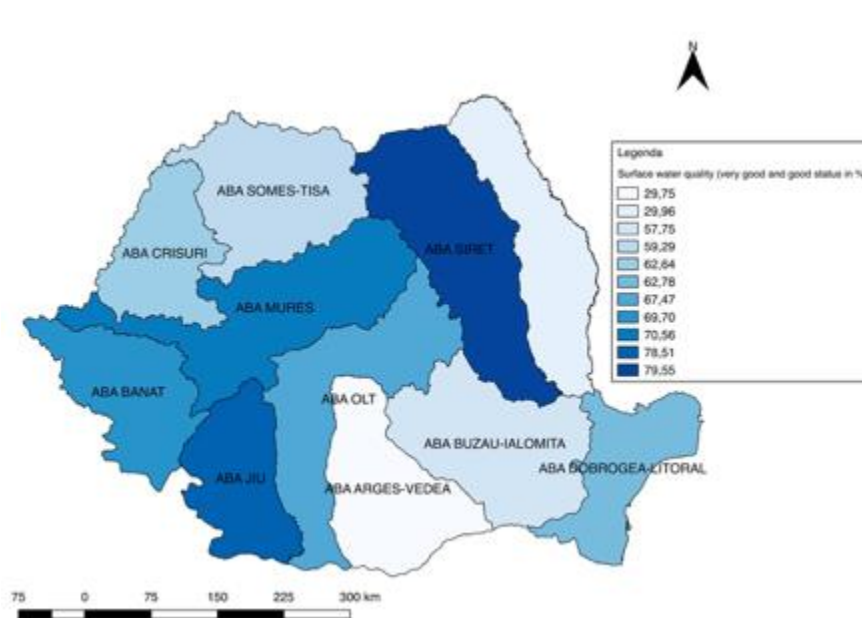 N
Legenda
Surface water quality (very good and good status in %
29,75
29,96
57,75
59,29
62,64
62,78
67,47
69,70
70,56
78,51
79,55
ABA SOMES-TISA
ABA CRISURI
ABA SIRET
ABA MURES
ABA BANAT
ABA OLT
ABA BUZAU-IALOMITA
ABA DOBROGEA-LITORAL
ABA JIU
ABA ARGES-VEDEA
75 0 75 150 225 300 km